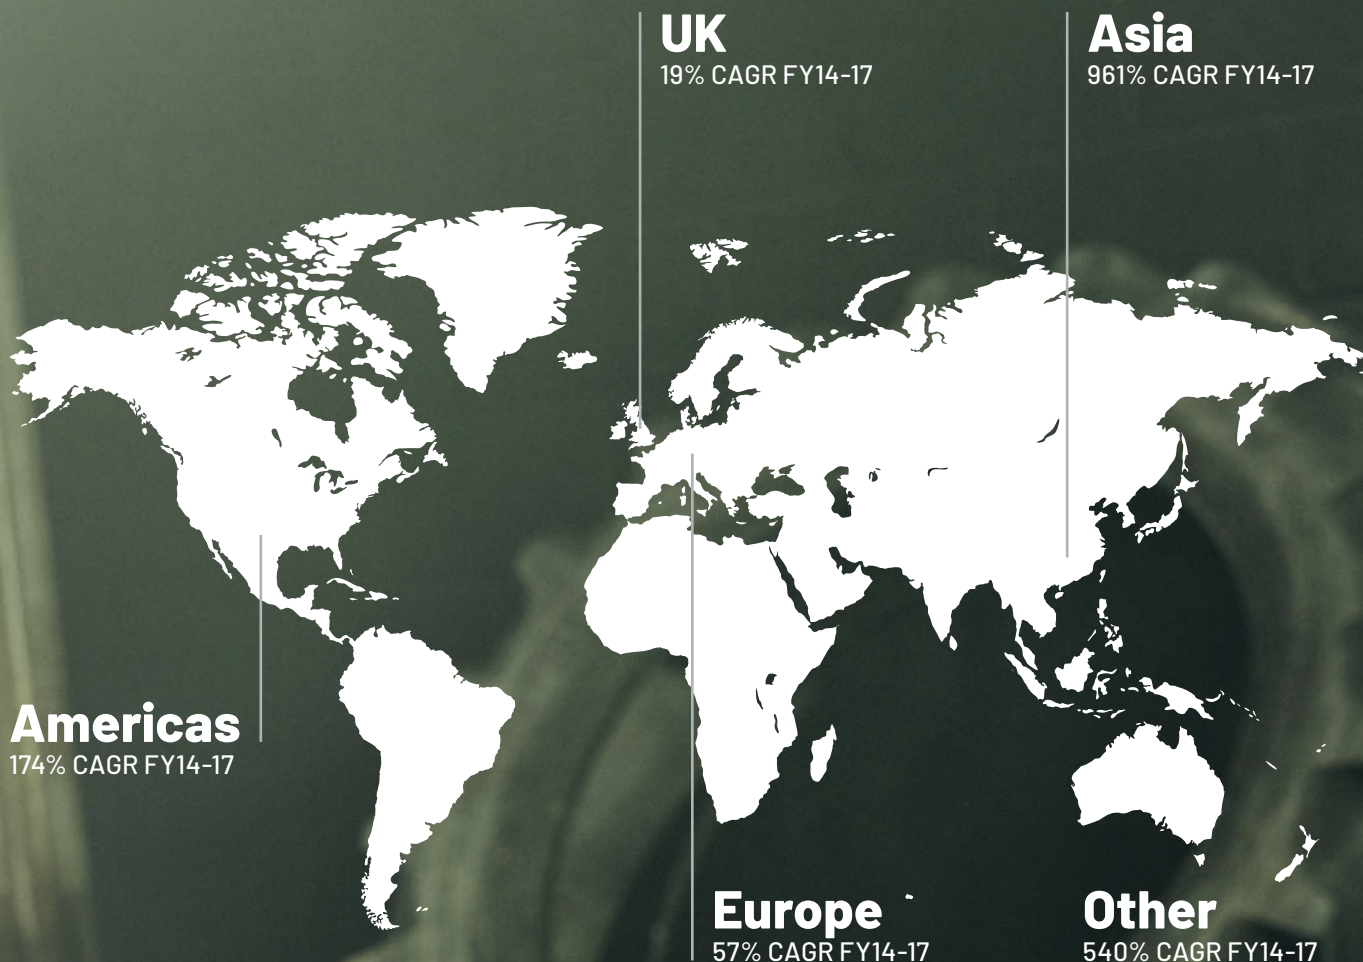 UK
19% CAGR FY14-17
Asia
961% CAGR FY14-17
Americas
174% CAGR FY14-17
Europe
57% CAGR FY14-17
Other
540% CAGR FY14-17